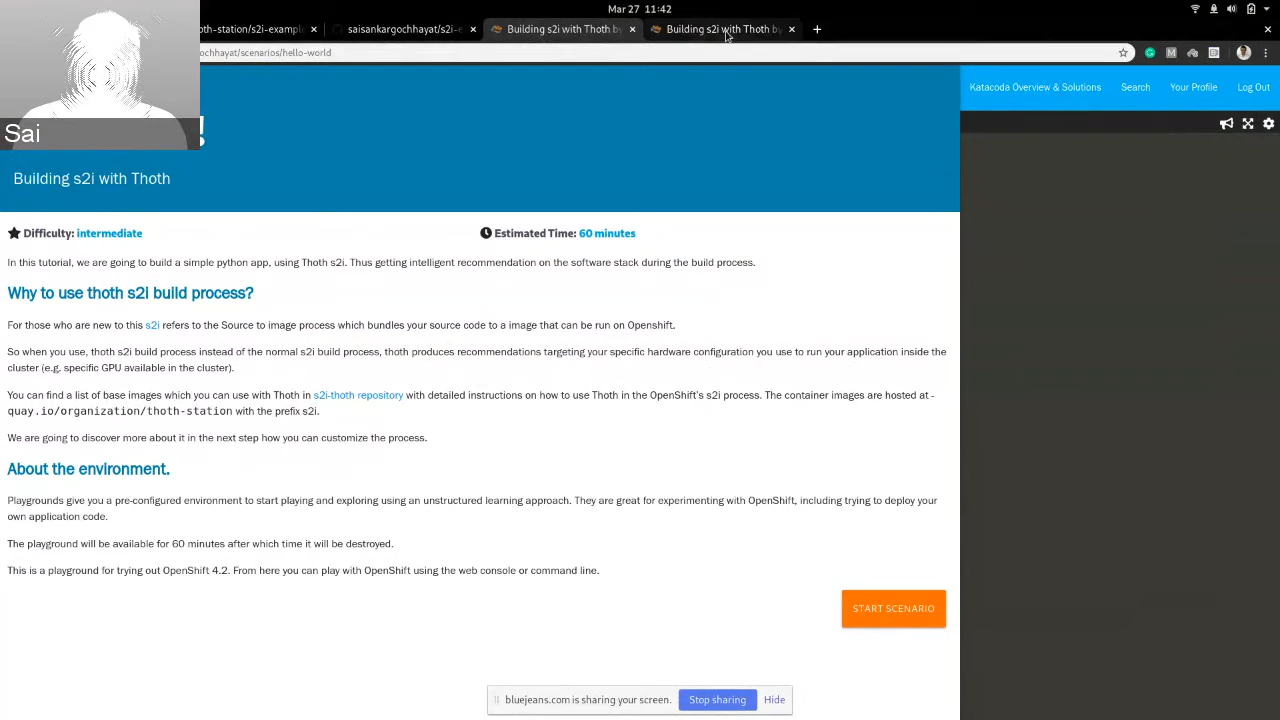 Mar 27 11:42
oth-station/s2i-example
saisankargochhayat/s2i-e
Building s2i with Thoth by
Building s2i with Thoth by
gochhayat/scenarios/hello-world
Katacoda Overview & Solutions
Search
Your Profile
Log Out
Sai
!
Building s2i with Thoth
Difficulty: intermediate
Estimated Time: 60 minutes
In this tutorial, we are going to build a simple python app, using Thoth s2i. Thus getting intelligent recommendation on the software stack during the build process.
Why to use thoth s2i build process?
For those who are new to this s2i refers to the Source to image process which bundles your source code to a image that can be run on Openshift.
So when you use, thoth s2i build process instead of the normal s2i build process, thoth produces recommendations targeting your specific hardware configuration you use to run your application inside the
cluster (e.g. specific GPU available in the cluster).
You can find a list of base images which you can use with Thoth in s2i-thoth repository with detailed instructions on how to use Thoth in the OpenShift's s2i process. The container images are hosted at -
quay.io/organization/thoth-station with the prefix s2i.
We are going to discover more about it in the next step how you can customize the process.
About the environment.
Playgrounds give you a pre-configured environment to start playing and exploring using an unstructured learning approach. They are great for experimenting with OpenShift, including trying to deploy your
own application code.
The playground will be available for 60 minutes after which time it will be destroyed.
This is a playground for trying out OpenShift 4.2. From here you can play with OpenShift using the web console or command line.
START SCENARIO
bluejeans.com is sharing your screen.
Stop sharing
Hide